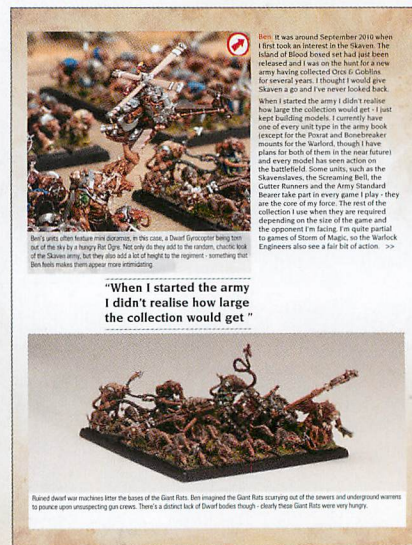 Ben: It was around September 2010 when
I first took an interest in the Skaven. The
Island of Blood boxed set had just been
released and I was on the hunt for a new
army having collected Orcs & Goblins
for several years. I thought I would give
Skaven a go and I've never looked back.
When I started the army I didn't realise
how large the collection would get - I just
kept building models. I currently have
one of every unit type in the army book
(except for the Poxrat and Bonebreaker
mounts for the Warlord, though I have
plans for both of them in the near future)
and every model has seen action on
the battlefield. Some units, such as the
Skavenslaves, the Screaming Bell, the
Gutter Runners and the Army Standard
Bearer take part in every game I play - they
are the core of my force. The rest of the
collection I use when they are required
depending on the size of the game and
the opponent I'm facing. I'm quite partial
to games of Storm of Magic, so the Warlock
Engineers also see a fair bit of action. >>
Ben's units often feature mini dioramas, in this case, a Dwarf Gyrocopter being torn
out of the sky by a hungry Rat Ogre. Not only do they add to the random, chaotic look
of the Skaven army, but they also add a lot of height to the regiment - something that
Ben feels makes them appear more intimidating.
"When I started the army
I didn't realise how large
the collection would get "
Ruined dwarf war machines litter the bases of the Giant Rats. Ben imagined the Giant Rats scurrying out of the sewers and underground warrens
to pounce upon unsuspecting gun crews. There's a distinct lack of Dwarf bodies though - clearly these Giant Rats were very hungry.